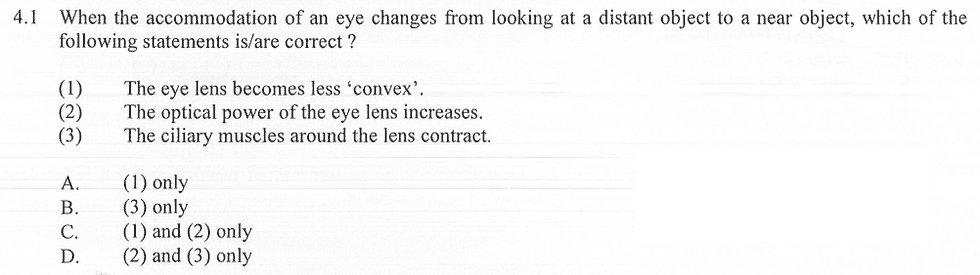 4.1 When the accommodation of an eye changes from looking at a distant object to a near object, which of the
following statements is/are correct ?
(1) The eye lens becomes less ‘convex’.
(2) The optical power of the eye lens increases.
(3) The ciliary muscles around the lens contract.
A. (1) only
B. (3) only
C. (1) and (2) only
D. (2) and (3) only